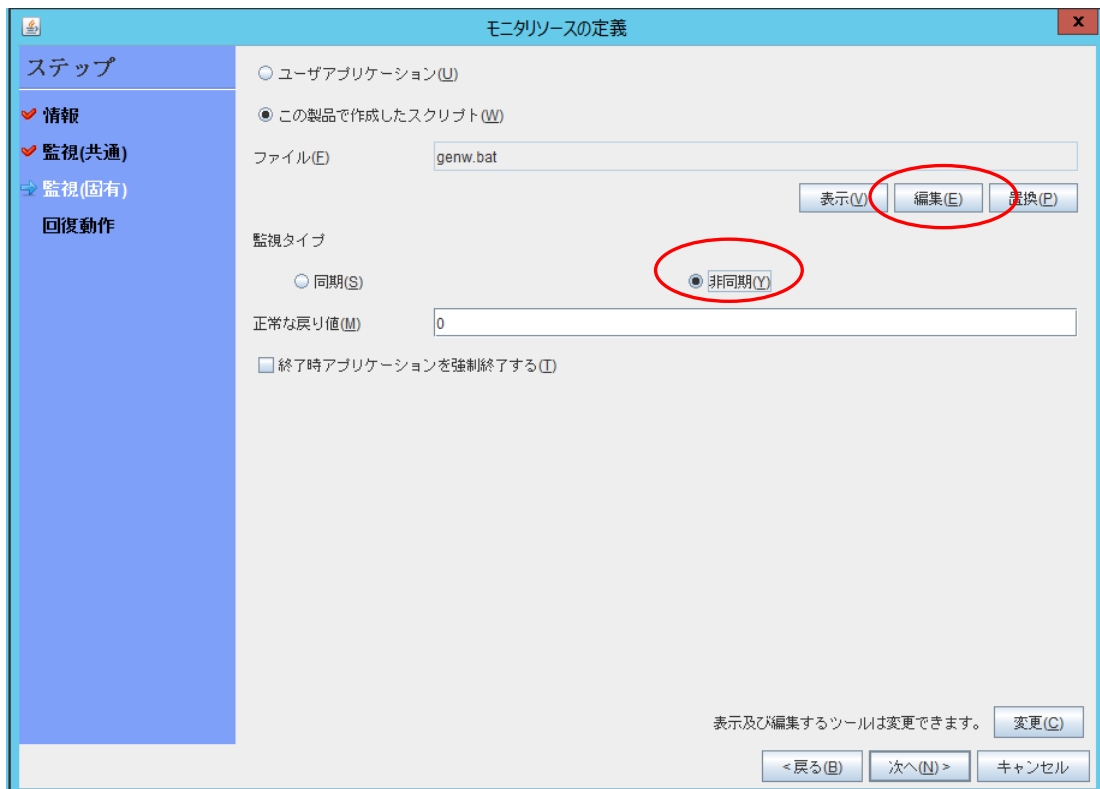 モニタリソースの定義
x
ステップ
情報
監視(共通)
監視(固有)
回復動作
ユーザアプリケーション(U)
この製品で作成したスクリプト(W)
ファイル(F) genw.bat
表示(V) 編集(E) 置換(P)
監視タイプ
同期(S) 非同期(Y)
正常な戻り値(M) 0
終了時アプリケーションを強制終了する(T)
表示及び編集するツールは変更できます。 変更(C)
<戻る(B) 次へ(N)> キャンセル